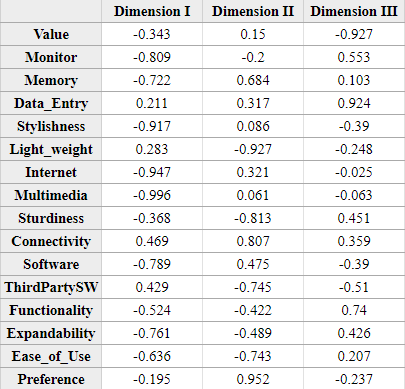 Dimension I Dimension II Dimension III
Value -0.343 0.15 -0.927
Monitor -0.809 -0.2 0.553
Memory -0.722 0.684 0.103
Data_Entry 0.211 0.317 0.924
Stylishness -0.917 0.086 -0.39
Light_weight 0.283 -0.927 -0.248
Internet -0.947 0.321 -0.025
Multimedia -0.996 0.061 -0.063
Sturdiness -0.368 -0.813 0.451
Connectivity 0.469 0.807 0.359
Software -0.789 0.475 -0.39
ThirdPartySW 0.429 -0.745 -0.51
Functionality -0.524 -0.422 0.74
Expandability -0.761 -0.489 0.426
Ease_of_Use -0.636 -0.743 0.207
Preference -0.195 0.952 -0.237